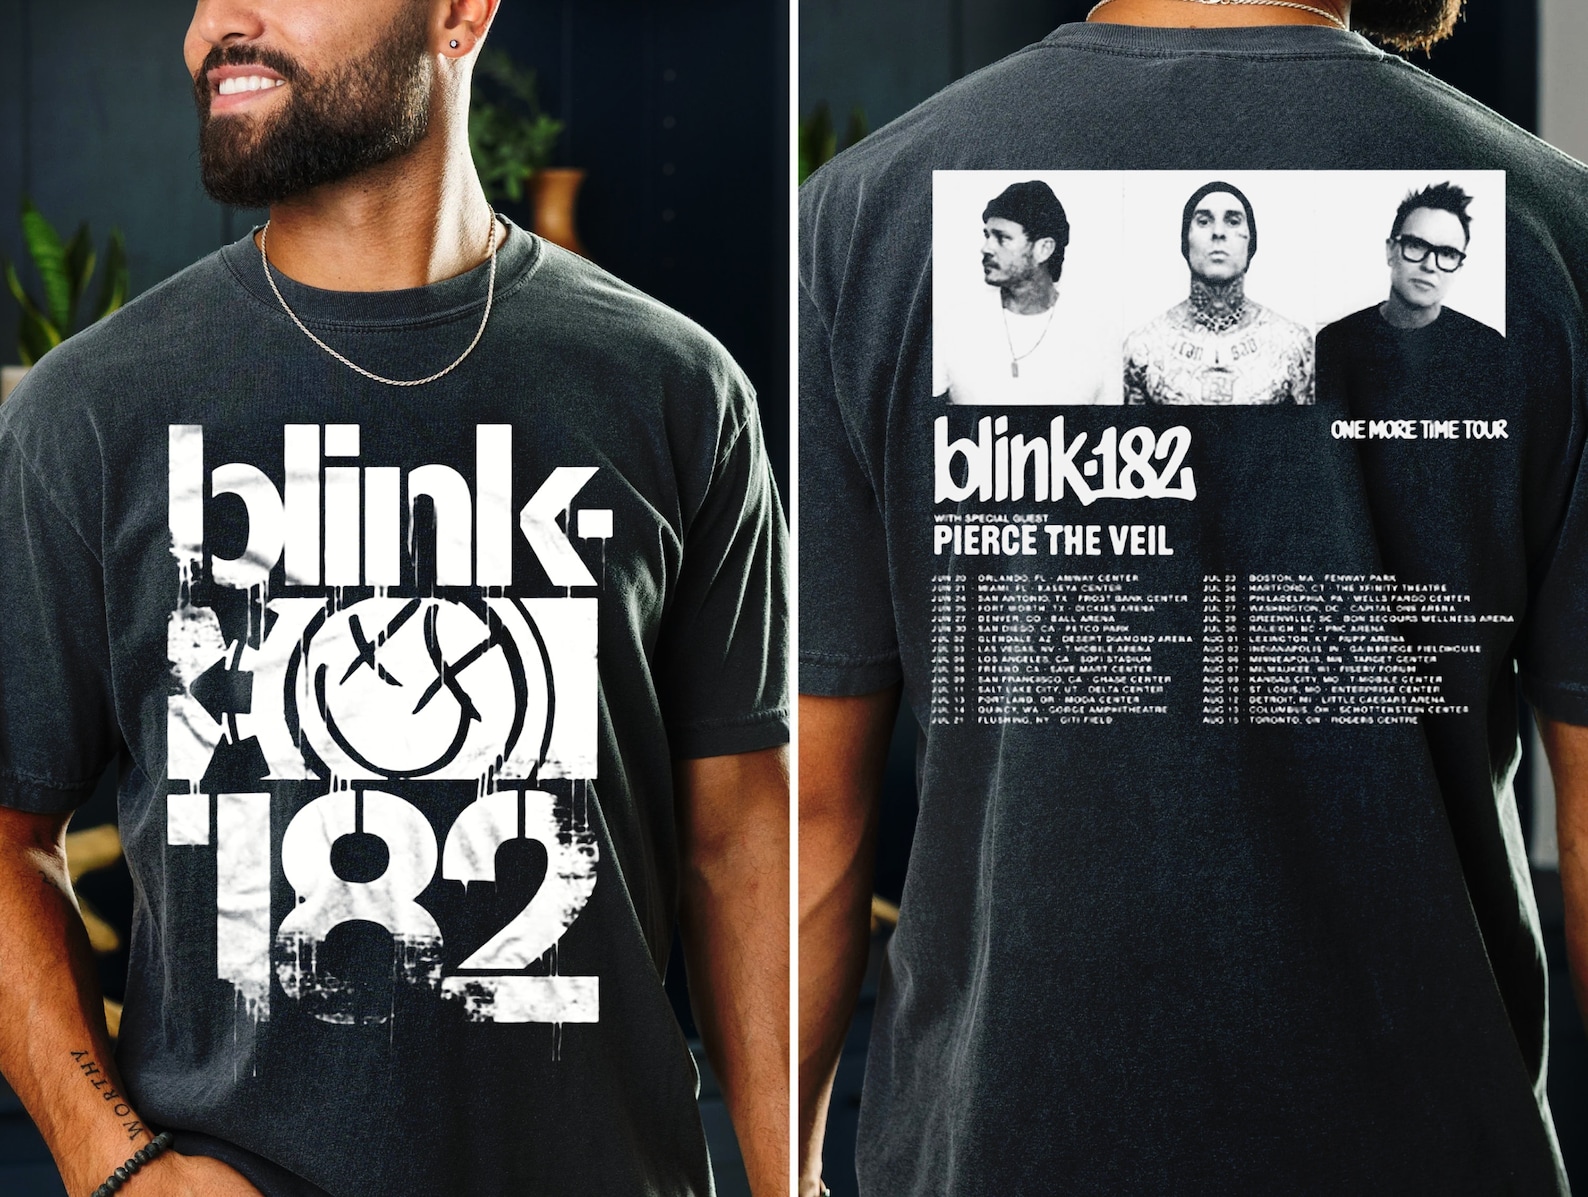 blink-
182
WORTHY
ran sad
blink-182
ONE MORE TIME TOUR
WITH SPECIAL GUEST
PIERCE THE VEIL
JUN 20 - ORLANDO, FL - AMWAY CENTER
JUN 21 - MIAMI, FL - KASEYA CENTER
JUN 24 - SAN ANTONIO, TX - FROST BANK CENTER
JUN 25 - FORT WORTH, TX - DICKIES ARENA
JUN 27 - DENVER, CO - BALL ARENA
JUN 30 - SAN DIEGO, CA - PETCO PARK
JUL 02 - GLENDALE, AZ - DESERT DIAMOND ARENA
JUL 03 - LAS VEGAS, NV - T-MOBILE ARENA
JUL 06 - LOS ANGELES, CA - SOFI STADIUM
JUL 08 - FRESNO, CA - SAVE MART CENTER
JUL 09 - SAN FRANCISCO, CA - CHASE CENTER
JUL 11 - SALT LAKE CITY, UT - DELTA CENTER
JUL 13 - PORTLAND, OR - MODA CENTER
JUL 14 - QUINCY, WA - GORGE AMPHITHEATRE
JUL 21 - FLUSHING, NY - CITI FIELD
JUL 23 - BOSTON, MA - FENWAY PARK
JUL 24 - HARTFORD, CT - THE XFINITY THEATRE
JUL 26 - PHILADELPHIA, PA - WELLS FARGO CENTER
JUL 27 - WASHINGTON, DC - CAPITAL ONE ARENA
JUL 29 - GREENVILLE, SC - BON SECOURS WELLNESS ARENA
JUL 30 - RALEIGH, NC - PNC ARENA
AUG 01 - LEXINGTON, KY - RUPP ARENA
AUG 02 - INDIANAPOLIS, IN - GAINBRIDGE FIELDHOUSE
AUG 06 - MINNEAPOLIS, MN - TARGET CENTER
AUG 07 - MILWAUKEE, WI - FISERV FORUM
AUG 09 - KANSAS CITY, MO - T-MOBILE CENTER
AUG 10 - ST. LOUIS, MO - ENTERPRISE CENTER
AUG 12 - DETROIT, MI - LITTLE CAESARS ARENA
AUG 13 - COLUMBUS, OH - SCHOTTENSTEIN CENTER
AUG 15 - TORONTO, ON - ROGERS CENTRE